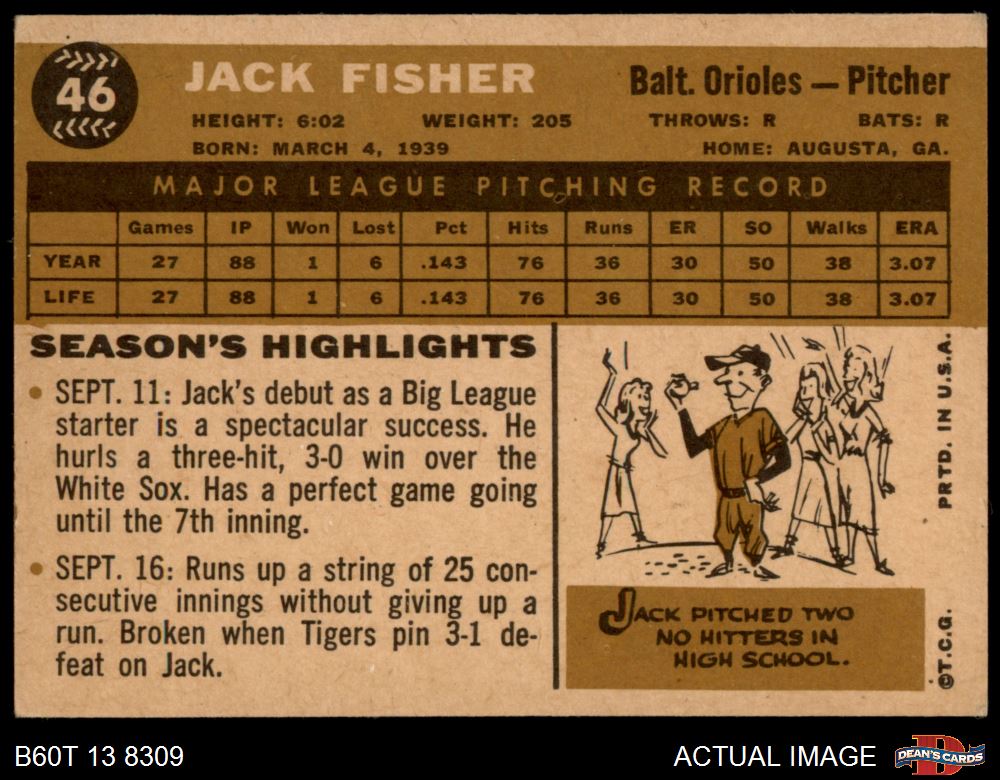 46
JACK FISHER
Balt. Orioles — Pitcher
HEIGHT: 6:02 WEIGHT: 205 THROWS: R BATS: R
BORN: MARCH 4, 1939 HOME: AUGUSTA, GA.
MAJOR LEAGUE PITCHING RECORD
Games IP Won Lost Pct Hits Runs ER SO Walks ERA
YEAR 27 88 1 6 .143 76 36 30 50 38 3.07
LIFE 27 88 1 6 .143 76 36 30 50 38 3.07
SEASON'S HIGHLIGHTS
• SEPT. 11: Jack's debut as a Big League
starter is a spectacular success. He
hurls a three-hit, 3-0 win over the
White Sox. Has a perfect game going
until the 7th inning.
• SEPT. 16: Runs up a string of 25 con-
secutive innings without giving up a
run. Broken when Tigers pin 3-1 de-
feat on Jack.
JACK PITCHED TWO
NO HITTERS IN
HIGH SCHOOL.
©T.C.G. PRTD. IN U.S.A.
B60T 13 8309
ACTUAL IMAGE
D
DEAN'S CARDS